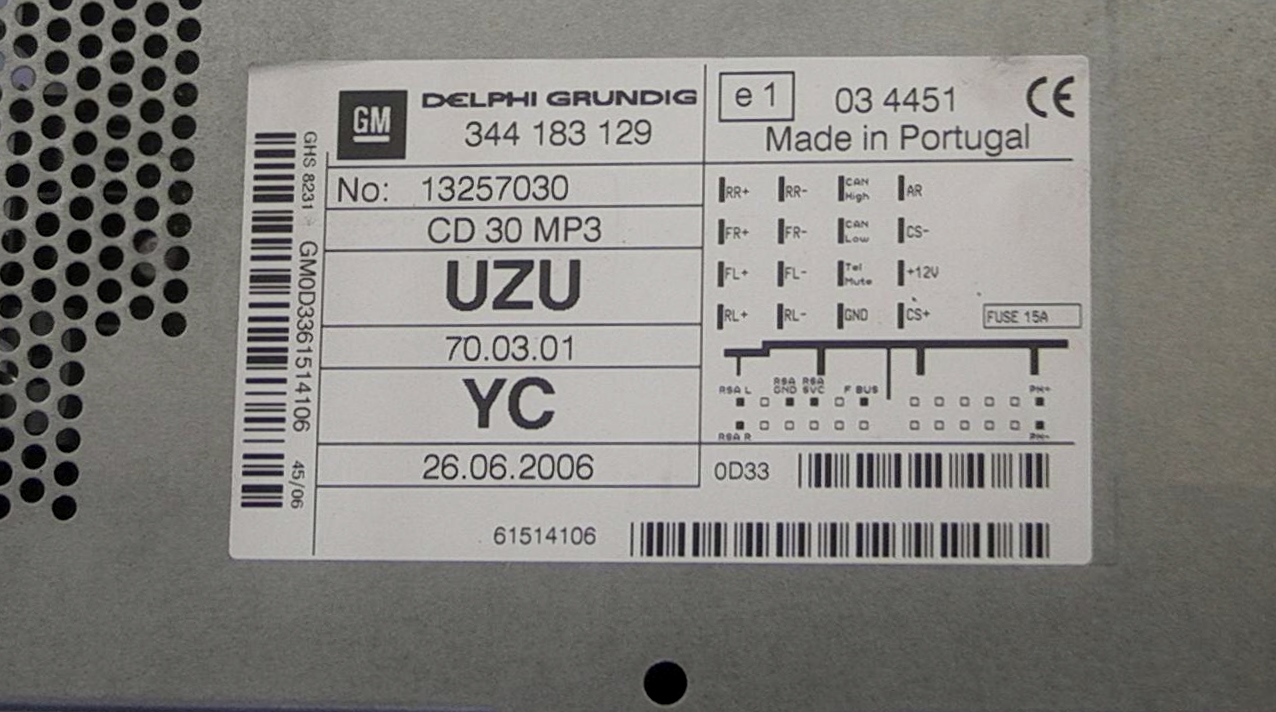 GHS 8231 GM0D3361514106 45/06
GM
DELPHI GRUNDIG
344 183 129
No: 13257030
CD 30 MP3
UZU
70.03.01
YC
26.06.2006
e 1 03 4451 CE
Made in Portugal
RR+ RR- CAN High AR
FR+ FR- CAN Low CS-
FL+ FL- Tel Mute +12V
RL+ RL- GND CS+ FUSE 15A
RSA L RSA GND RSA SVC F BUS PH+
RSA R PH-
0D33
61514106